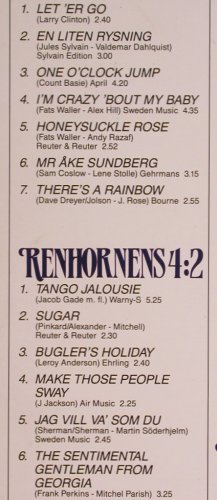 1. LET 'ER GO
(Larry Clinton) 2.40
2. EN LITEN RYSNING
(Jules Sylvain - Valdemar Dahlquist)
Sylvain Edition 3.00
3. ONE O'CLOCK JUMP
(Count Basie) April 4.20
4. I'M CRAZY 'BOUT MY BABY
(Fats Waller - Alex Hill) Sweden Music 4.35
5. HONEYSUCKLE ROSE
(Fats Waller - Andy Razaf)
Reuter & Reuter 2.52
6. MR ÅKE SUNDBERG
(Sam Coslow - Lene Stolle) Gehrmans 3.15
7. THERE'S A RAINBOW
(Dave Dreyer/Jolson - J. Rose) Bourne 2.55
RENHORNENS 4:2
1. TANGO JALOUSIE
(Jacob Gade m. fl.) Warny-S 5.25
2. SUGAR
(Pinkard/Alexander - Mitchell)
Reuter & Reuter 2.30
3. BUGLER'S HOLIDAY
(Leroy Anderson) Ehrling 2.40
4. MAKE THOSE PEOPLE
SWAY
(J Jackson) Air Music 2.25
5. JAG VILL VA' SOM DU
(Sherman/Sherman - Martin Söderhjelm)
Sweden Music 2.45
6. THE SENTIMENTAL
GENTLEMAN FROM
GEORGIA
(Frank Perkins - Mitchel Parish) 3.25